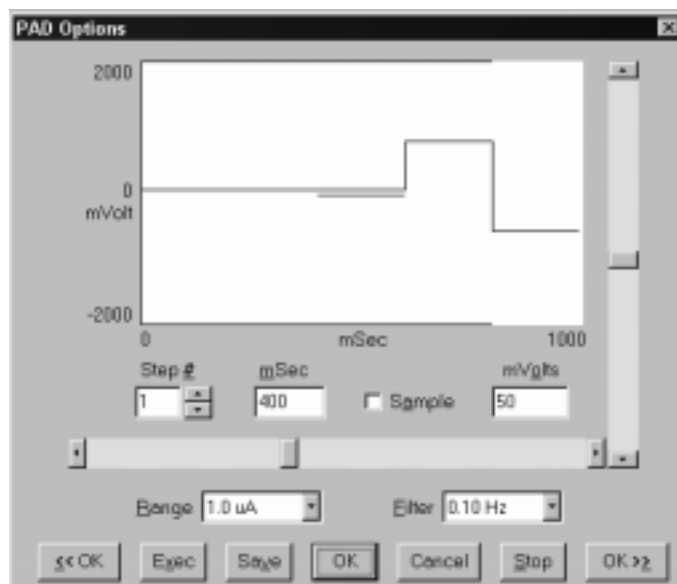 PAD Options
2000
0
mVolt
-2000
0 mSec 1000
Step # mSec mVolts
1 400 Sample 50
Range 1.0 uA Filter 0.10 Hz
<< OK Exec Save OK Cancel Stop OK >>